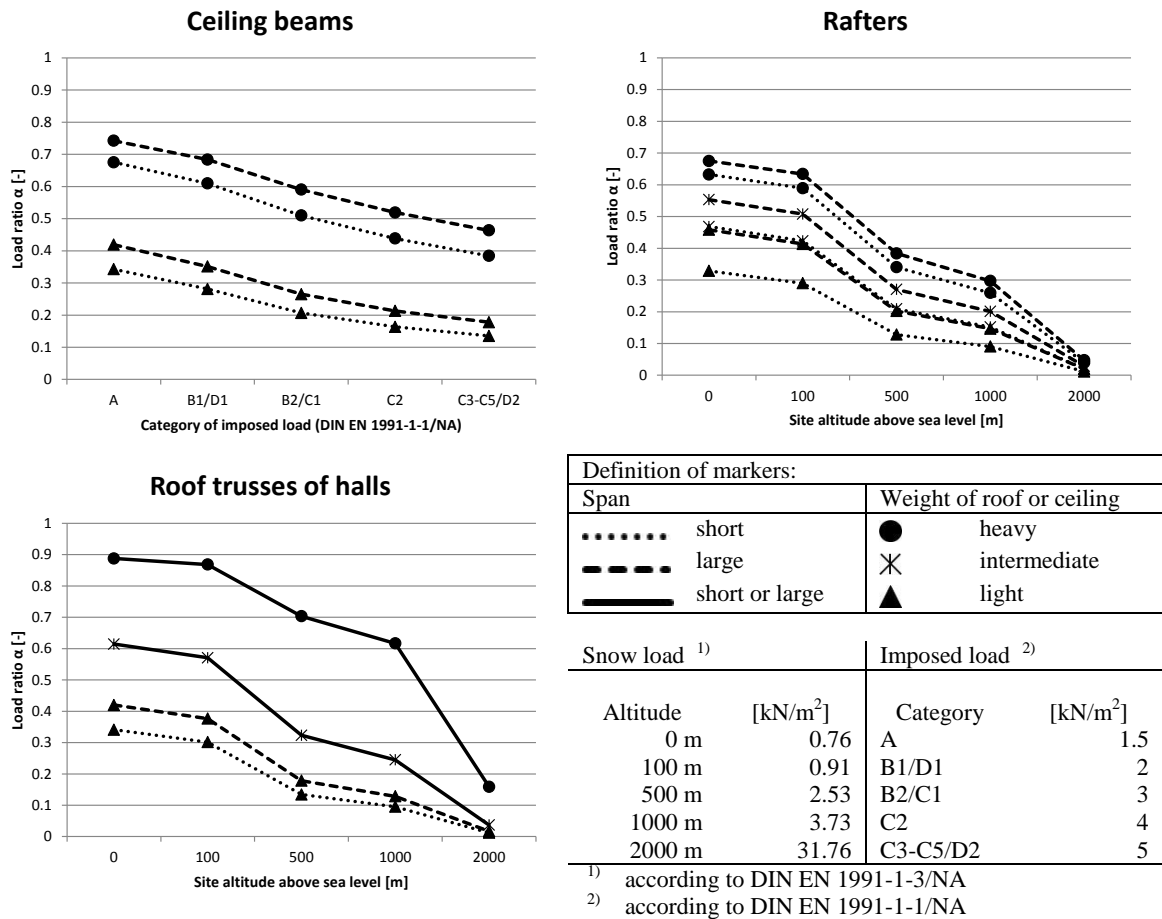 Ceiling beams
1
0.9
0.8
0.7
0.6
0.5
0.4
0.3
0.2
0.1
0
Load ratio α [-]
A B1/D1 B2/C1 C2 C3-C5/D2
Category of imposed load (DIN EN 1991-1-1/NA)
Rafters
1
0.9
0.8
0.7
0.6
0.5
0.4
0.3
0.2
0.1
0
Load ratio α [-]
0 100 500 1000 2000
Site altitude above sea level [m]
Roof trusses of halls
1
0.9
0.8
0.7
0.6
0.5
0.4
0.3
0.2
0.1
0
Load ratio α [-]
0 100 500 1000 2000
Site altitude above sea level [m]
Definition of markers:
Span Weight of roof or ceiling
short heavy
large intermediate
short or large light
Snow load 1) Imposed load 2)
Altitude [kN/m2] Category [kN/m2]
0 m 0.76 A 1.5
100 m 0.91 B1/D1 2
500 m 2.53 B2/C1 3
1000 m 3.73 C2 4
2000 m 31.76 C3-C5/D2 5
1) according to DIN EN 1991-1-3/NA
2) according to DIN EN 1991-1-1/NA